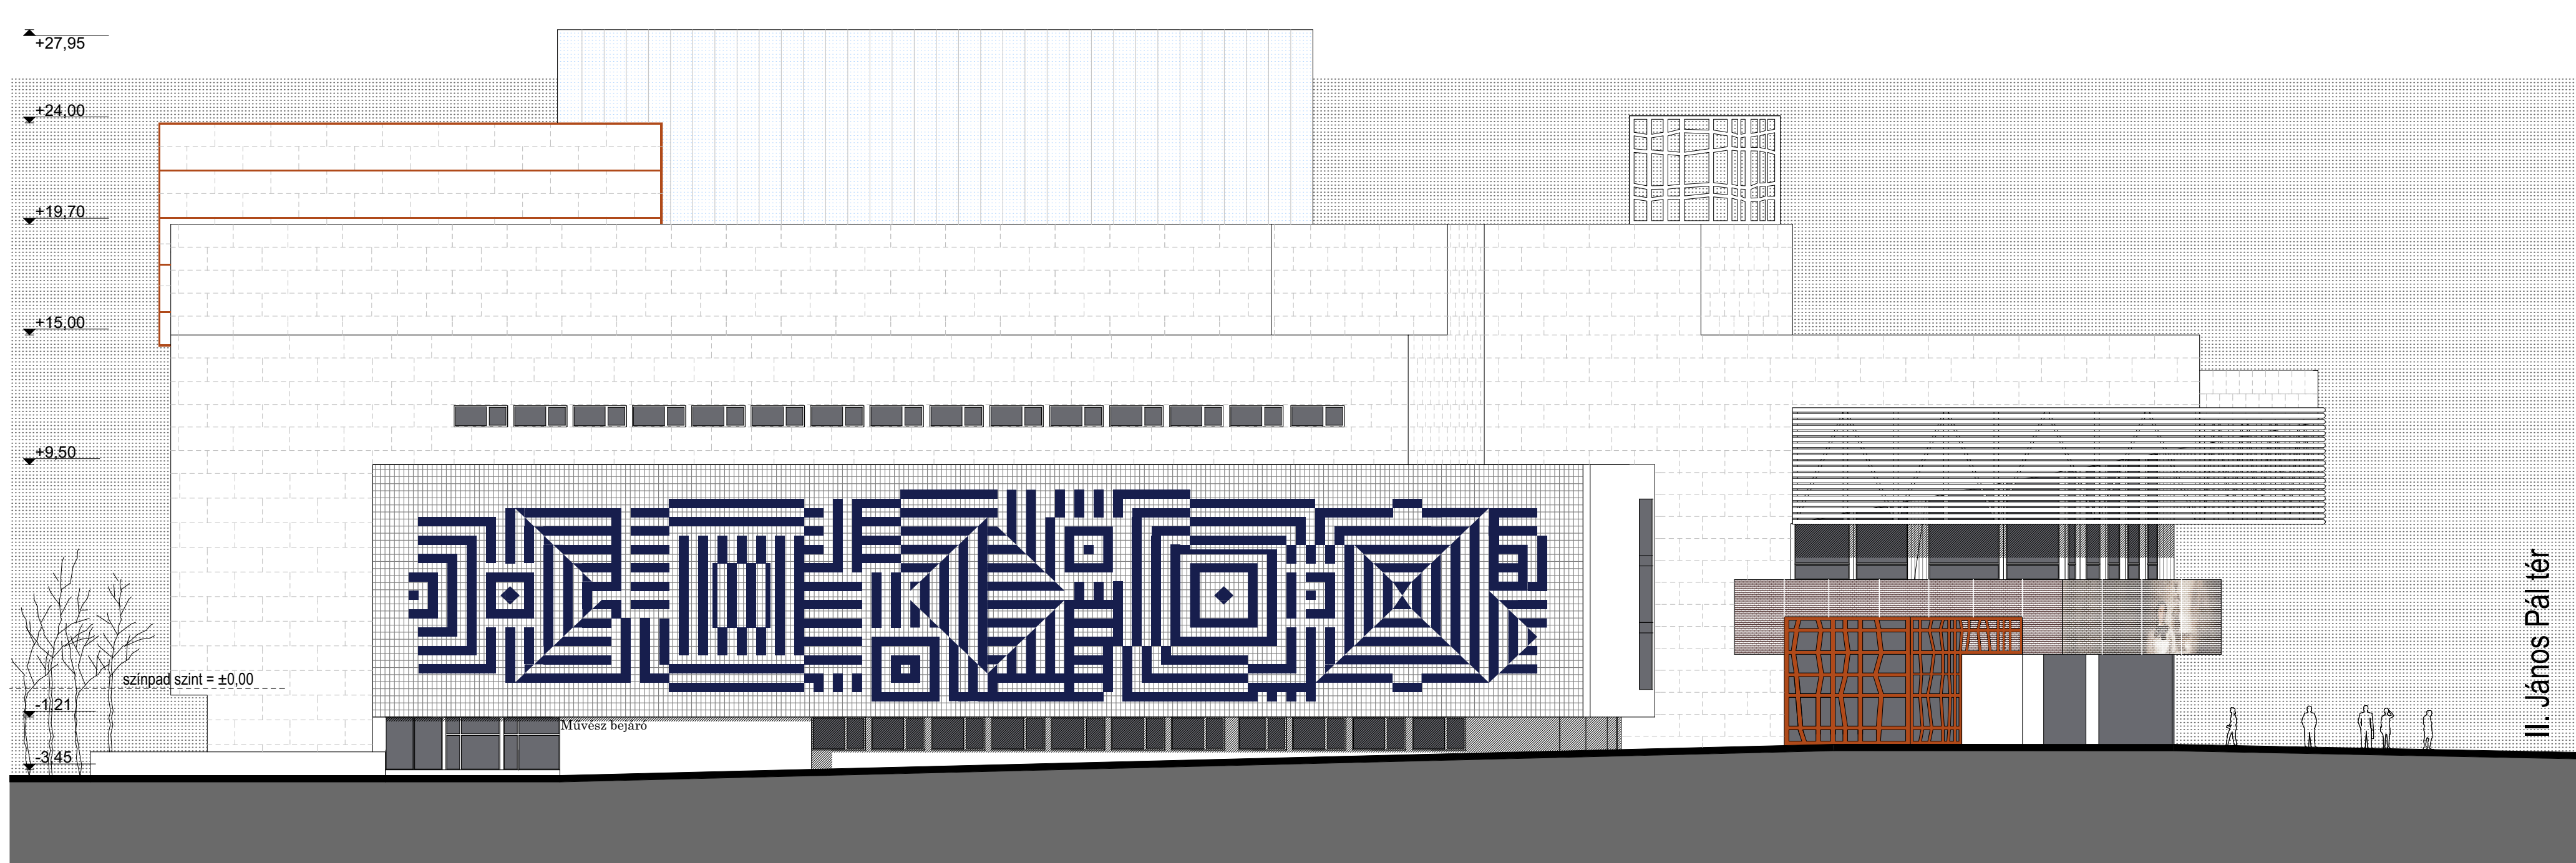 +27,95
+24,00
+19,70
+15,00
+9,50
színpad szint = ±0,00
-1,21
Művész bejáró
-3,45
II. János Pál tér